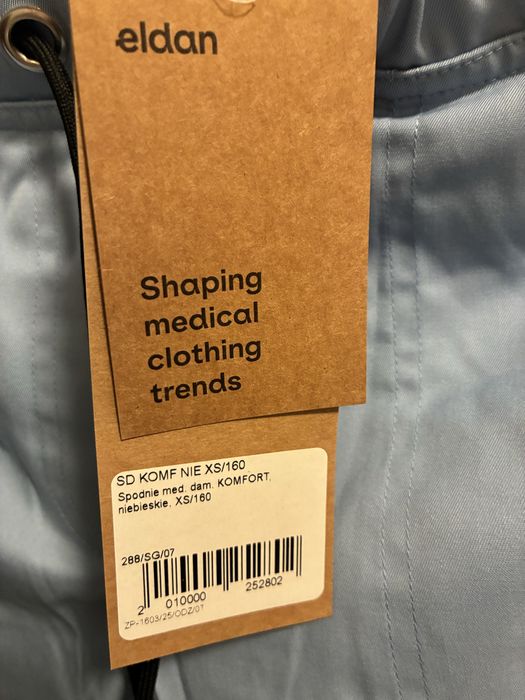 eldan
Shaping
medical
clothing
trends
SD KOMF NIE XS/160
Spodnie med. dam. KOMFORT,
niebieskie, XS/160
288/SG/07
2 010000 252802
ZP-1603/25/ODZ/01